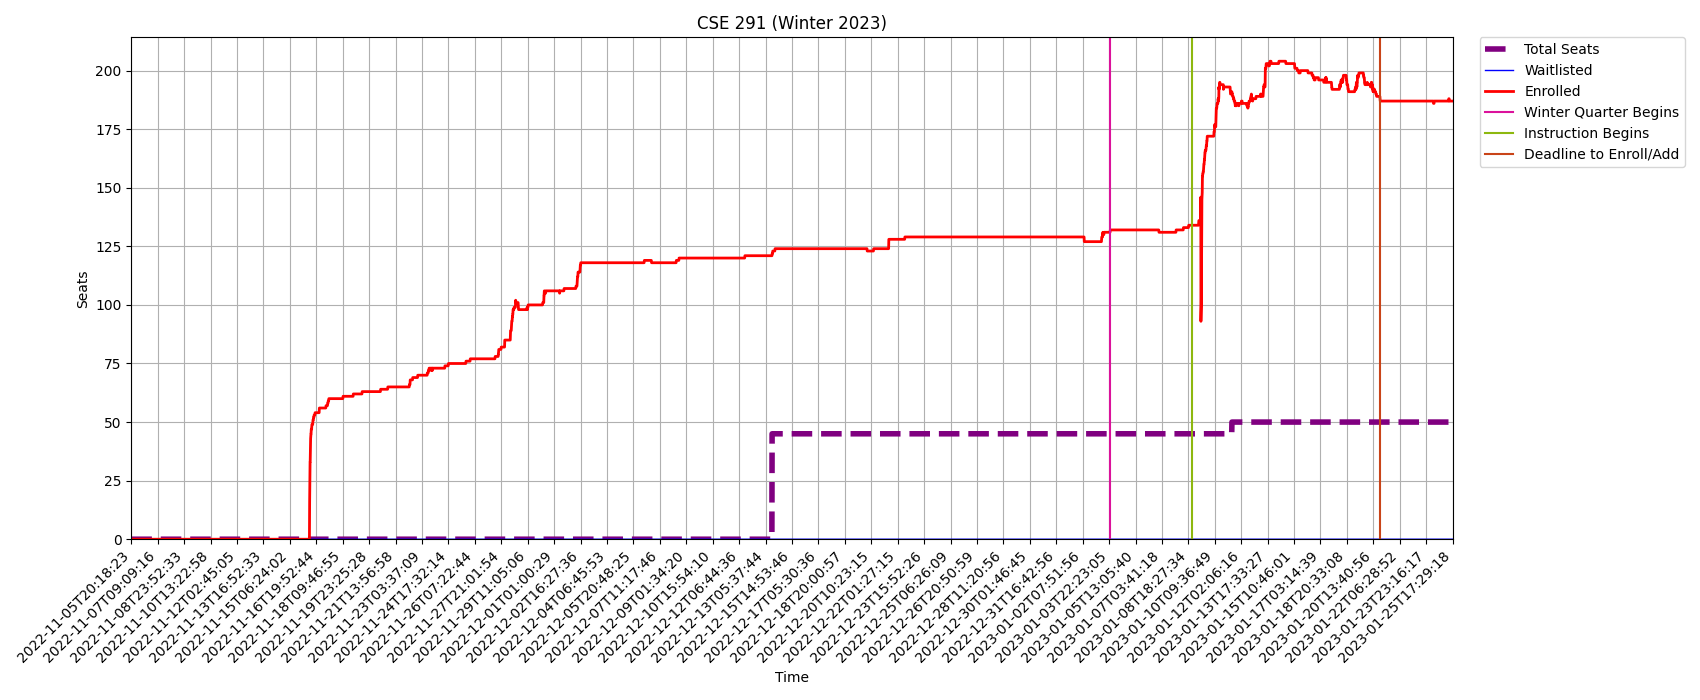 CSE 291 (Winter 2023)
Total Seats
Waitlisted
Enrolled
Winter Quarter Begins
Instruction Begins
Deadline to Enroll/Add
Seats
200
175
150
125
100
75
50
25
0
2022-11-05T20:18:23
2022-11-07T09:09:16
2022-11-08T23:52:33
2022-11-10T13:22:58
2022-11-12T02:45:05
2022-11-13T16:52:33
2022-11-15T06:24:02
2022-11-16T19:52:44
2022-11-18T09:46:55
2022-11-19T23:25:28
2022-11-21T13:56:58
2022-11-23T03:37:09
2022-11-24T17:32:14
2022-11-26T07:22:44
2022-11-27T21:01:54
2022-11-29T11:05:06
2022-12-01T01:00:29
2022-12-02T16:27:36
2022-12-04T06:45:53
2022-12-05T20:48:25
2022-12-07T11:17:46
2022-12-09T01:34:20
2022-12-10T15:54:10
2022-12-12T06:44:36
2022-12-13T05:37:44
2022-12-15T14:53:46
2022-12-17T05:30:36
2022-12-18T20:00:57
2022-12-20T10:23:15
2022-12-22T01:27:15
2022-12-23T15:52:26
2022-12-25T06:26:09
2022-12-26T20:50:59
2022-12-28T11:20:56
2022-12-30T01:46:45
2022-12-31T16:42:56
2023-01-02T07:51:56
2023-01-03T22:23:05
2023-01-05T13:05:40
2023-01-07T03:41:18
2023-01-08T18:27:34
2023-01-10T09:36:49
2023-01-12T02:06:16
2023-01-13T17:33:27
2023-01-15T10:46:01
2023-01-17T03:14:39
2023-01-18T20:33:08
2023-01-20T13:40:56
2023-01-22T06:28:52
2023-01-23T23:16:17
2023-01-25T17:29:18
Time